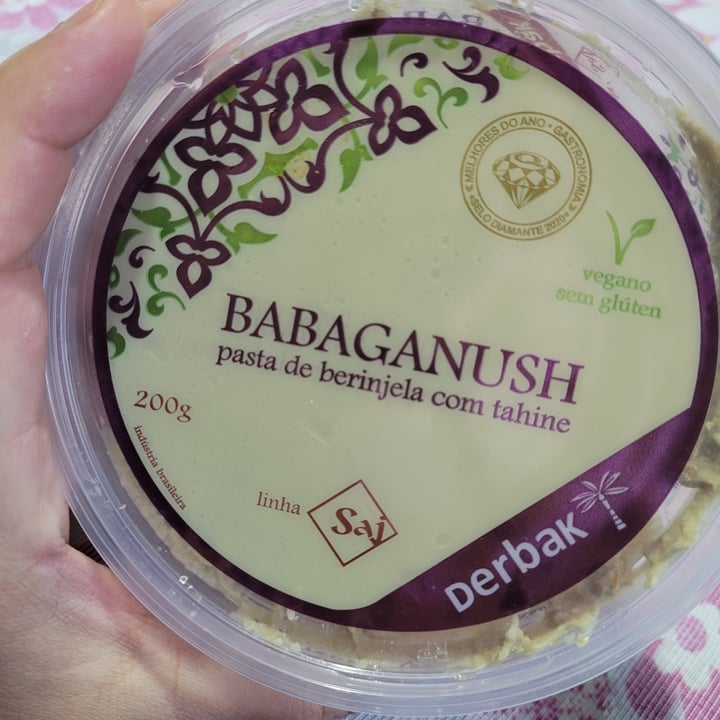 MELHORES DO ANO • GASTRONOMIA
SELO DIAMANTE 2020
vegano
sem glúten
BABAGANUSH
pasta de berinjela com tahine
200g
indústria brasileira
linha
Saj
Derbak